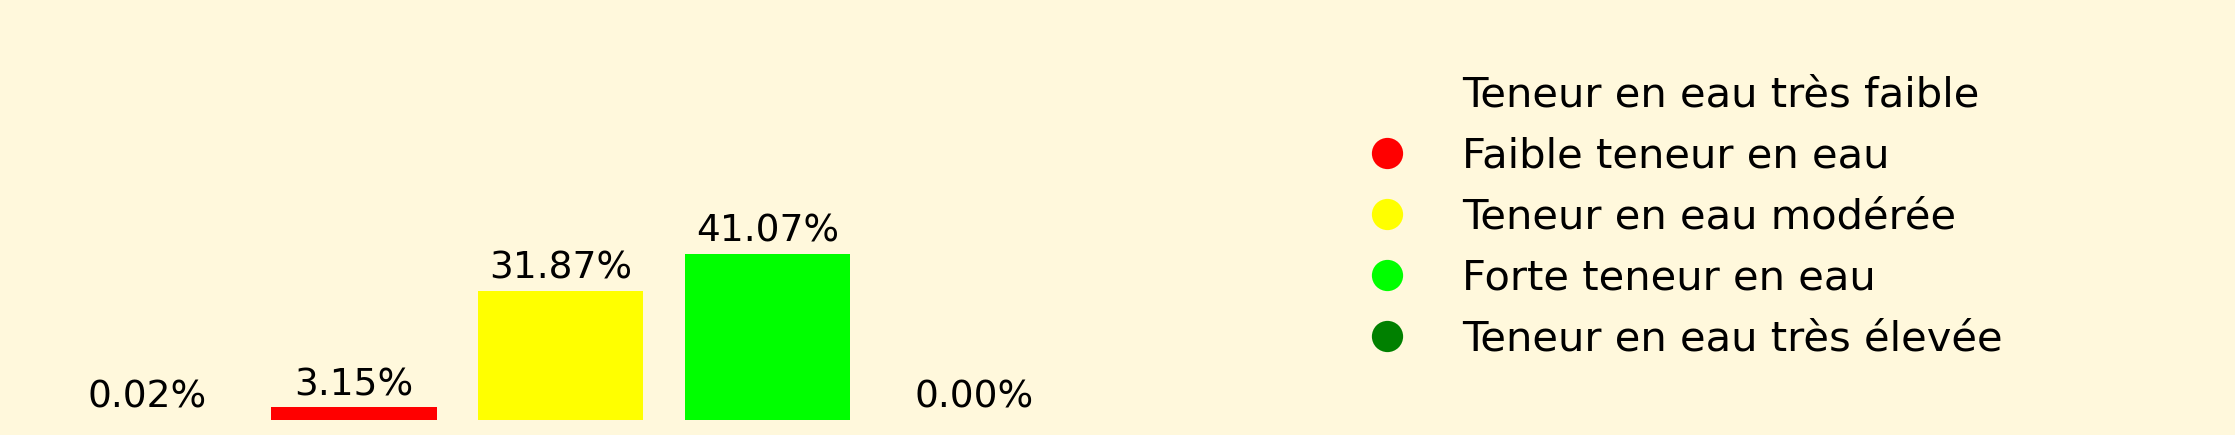 0.02%
3.15%
31.87%
41.07%
0.00%
Teneur en eau très faible
Faible teneur en eau
Teneur en eau modérée
Forte teneur en eau
Teneur en eau très élevée